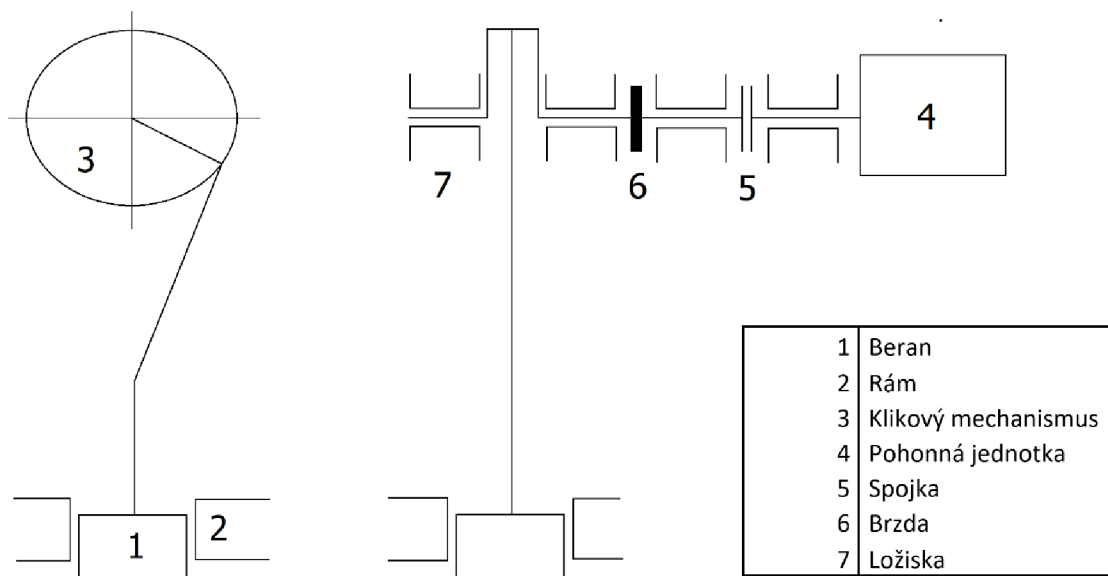 3
4
7
6
5
1
2
1 Beran
2 Rám
3 Klikový mechanismus
4 Pohonná jednotka
5 Spojka
6 Brzda
7 Ložiska